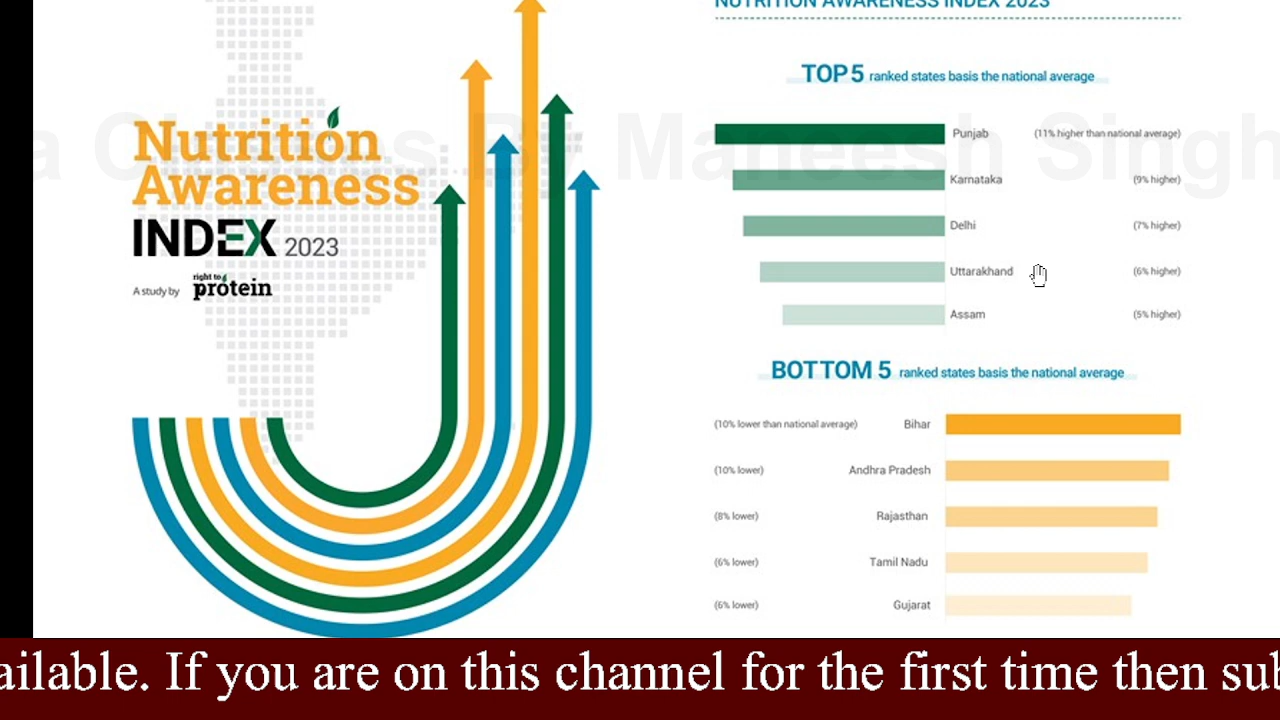 NUTRITION AWARENESS INDEX 2023
TOP 5 ranked states basis the national average
a C By Maneesh Singh
Nutrition
Awareness
INDEX 2023
A study by right to protein
Punjab (11% higher than national average)
Karnataka (9% higher)
Delhi (7% higher)
Uttarakhand (6% higher)
Assam (5% higher)
BOTTOM 5 ranked states basis the national average
(10% lower than national average) Bihar
(10% lower) Andhra Pradesh
(8% lower) Rajasthan
(6% lower) Tamil Nadu
(6% lower) Gujarat
ailable. If you are on this channel for the first time then sub